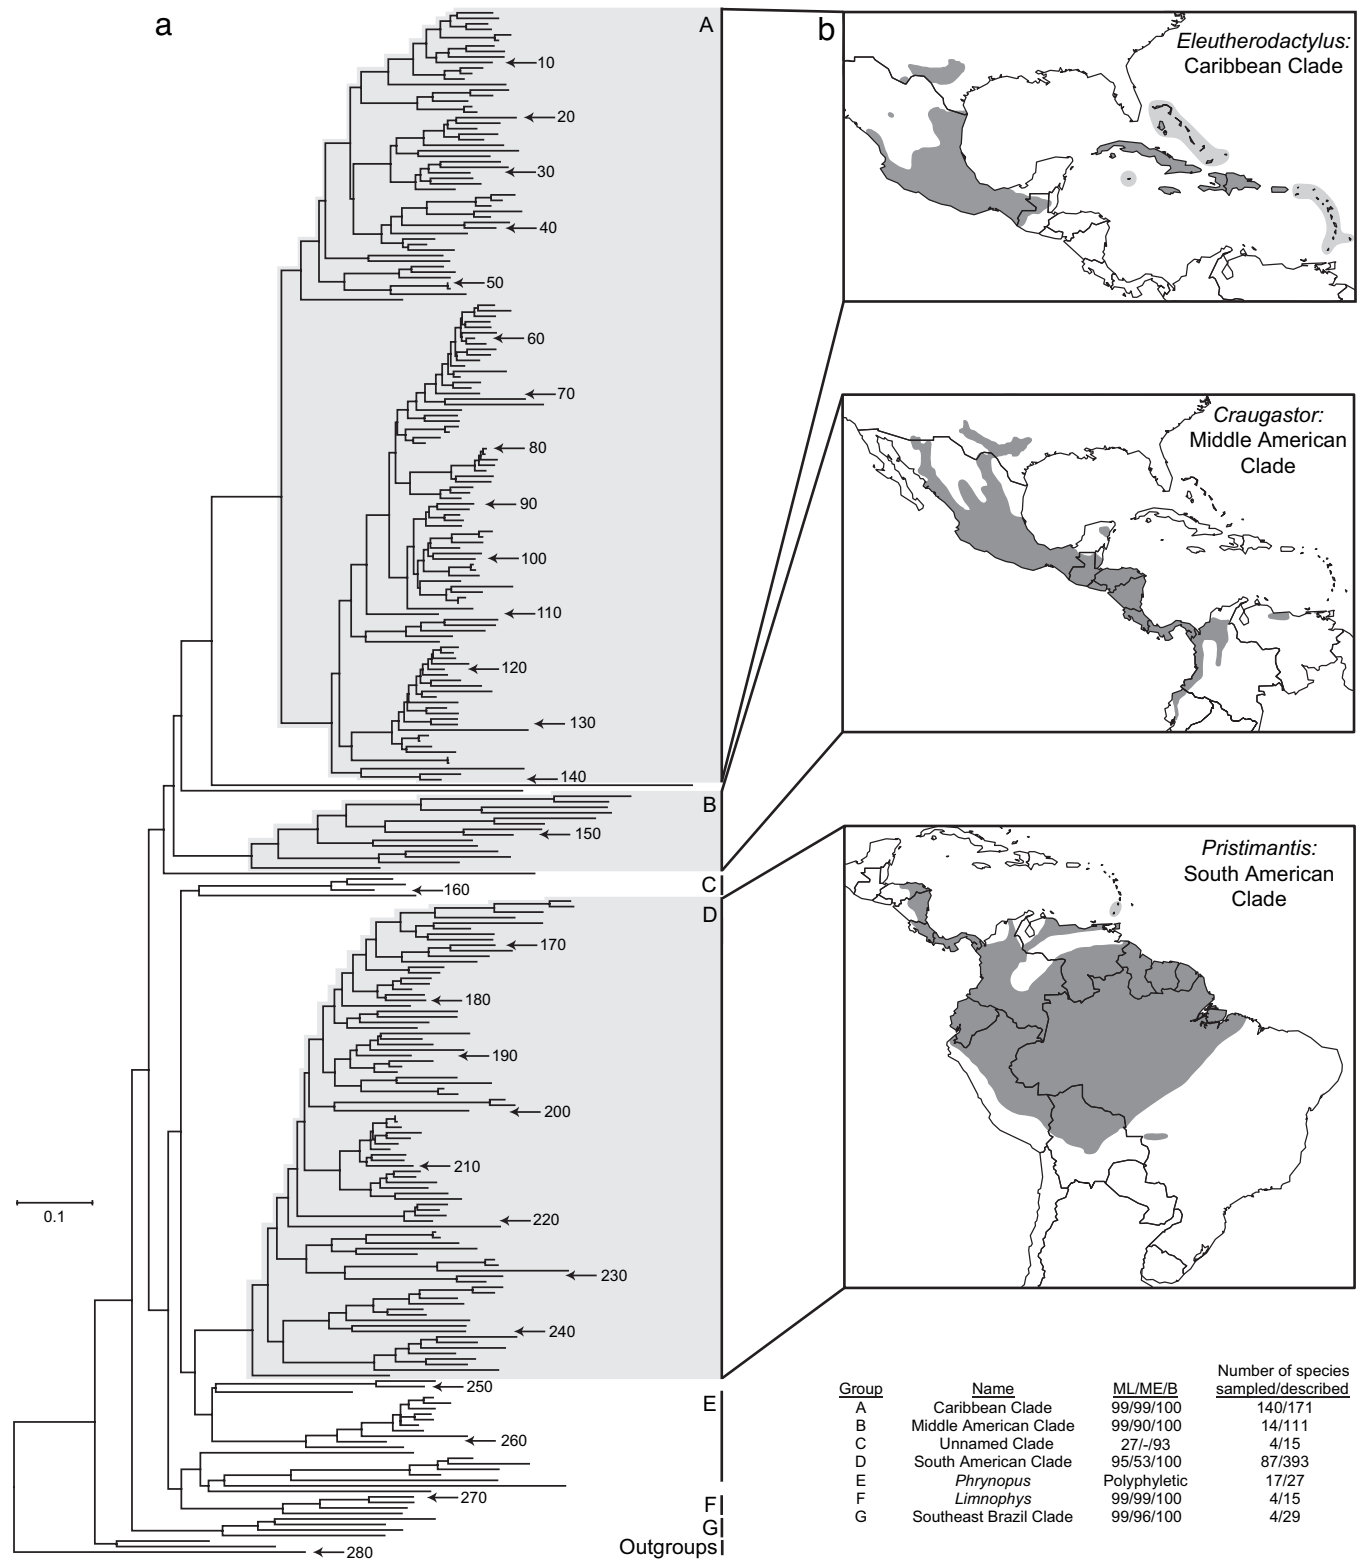 a
A
10
20
30
40
50
60
70
80
90
100
110
120
130
140
B
150
C
160
D
170
180
190
200
210
220
230
240
250
E
260
270
F
G
Outgroups
280
0.1
b
Eleutherodactylus:
Caribbean Clade
Craugastor:
Middle American
Clade
Pristimantis:
South American
Clade
Number of species
Group Name ML/ME/B sampled/described
A Caribbean Clade 99/99/100 140/171
B Middle American Clade 99/90/100 14/111
C Unnamed Clade 27/-/93 4/15
D South American Clade 95/53/100 87/393
E Phrynopus Polyphyletic 17/27
F Limnophys 99/99/100 4/15
G Southeast Brazil Clade 99/96/100 4/29